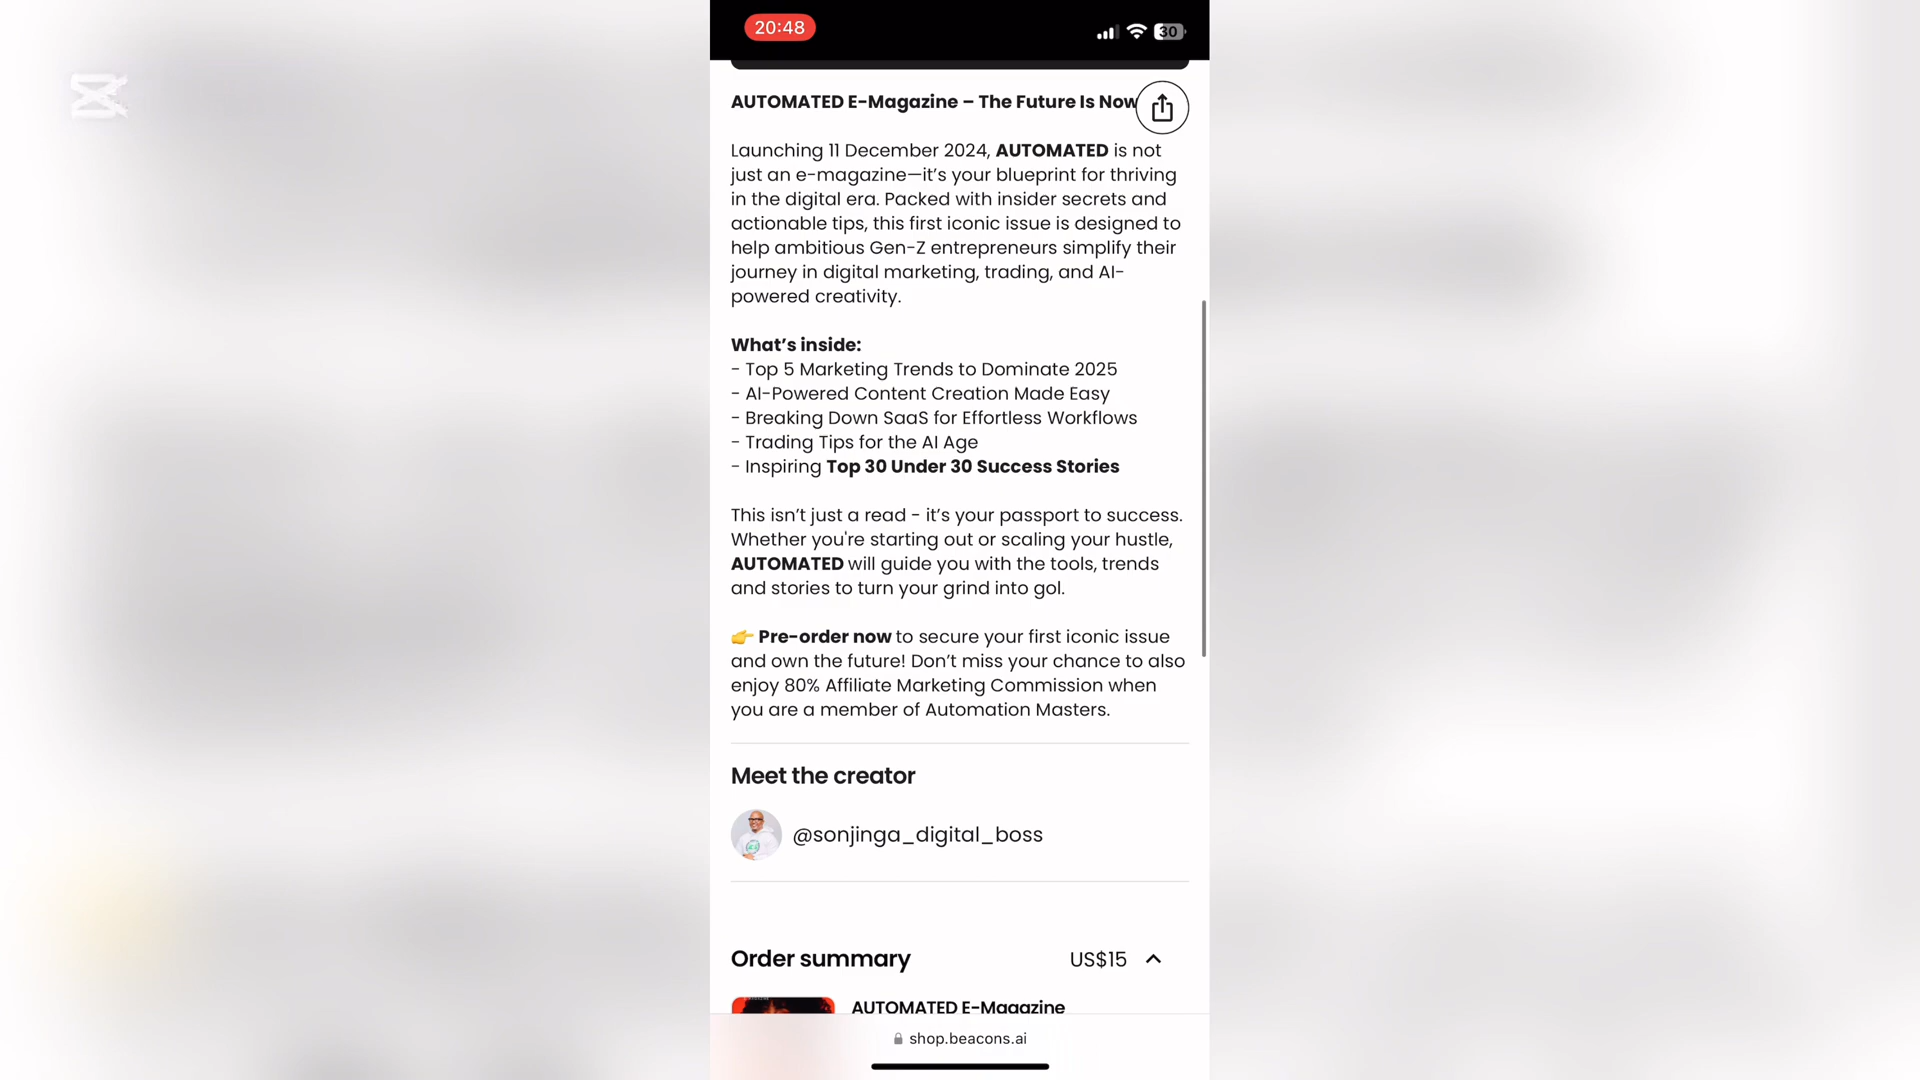 20:48
30
AUTOMATED E-Magazine – The Future Is Now
Launching 11 December 2024, AUTOMATED is not
just an e-magazine—it's your blueprint for thriving
in the digital era. Packed with insider secrets and
actionable tips, this first iconic issue is designed to
help ambitious Gen-Z entrepreneurs simplify their
journey in digital marketing, trading, and AI-
powered creativity.
What's inside:
- Top 5 Marketing Trends to Dominate 2025
- AI-Powered Content Creation Made Easy
- Breaking Down SaaS for Effortless Workflows
- Trading Tips for the AI Age
- Inspiring Top 30 Under 30 Success Stories
This isn't just a read - it's your passport to success.
Whether you're starting out or scaling your hustle,
AUTOMATED will guide you with the tools, trends
and stories to turn your grind into gol.
👉 Pre-order now to secure your first iconic issue
and own the future! Don't miss your chance to also
enjoy 80% Affiliate Marketing Commission when
you are a member of Automation Masters.
Meet the creator
@sonjinga_digital_boss
Order summary US$15
AUTOMATED E-Magazine
shop.beacons.ai